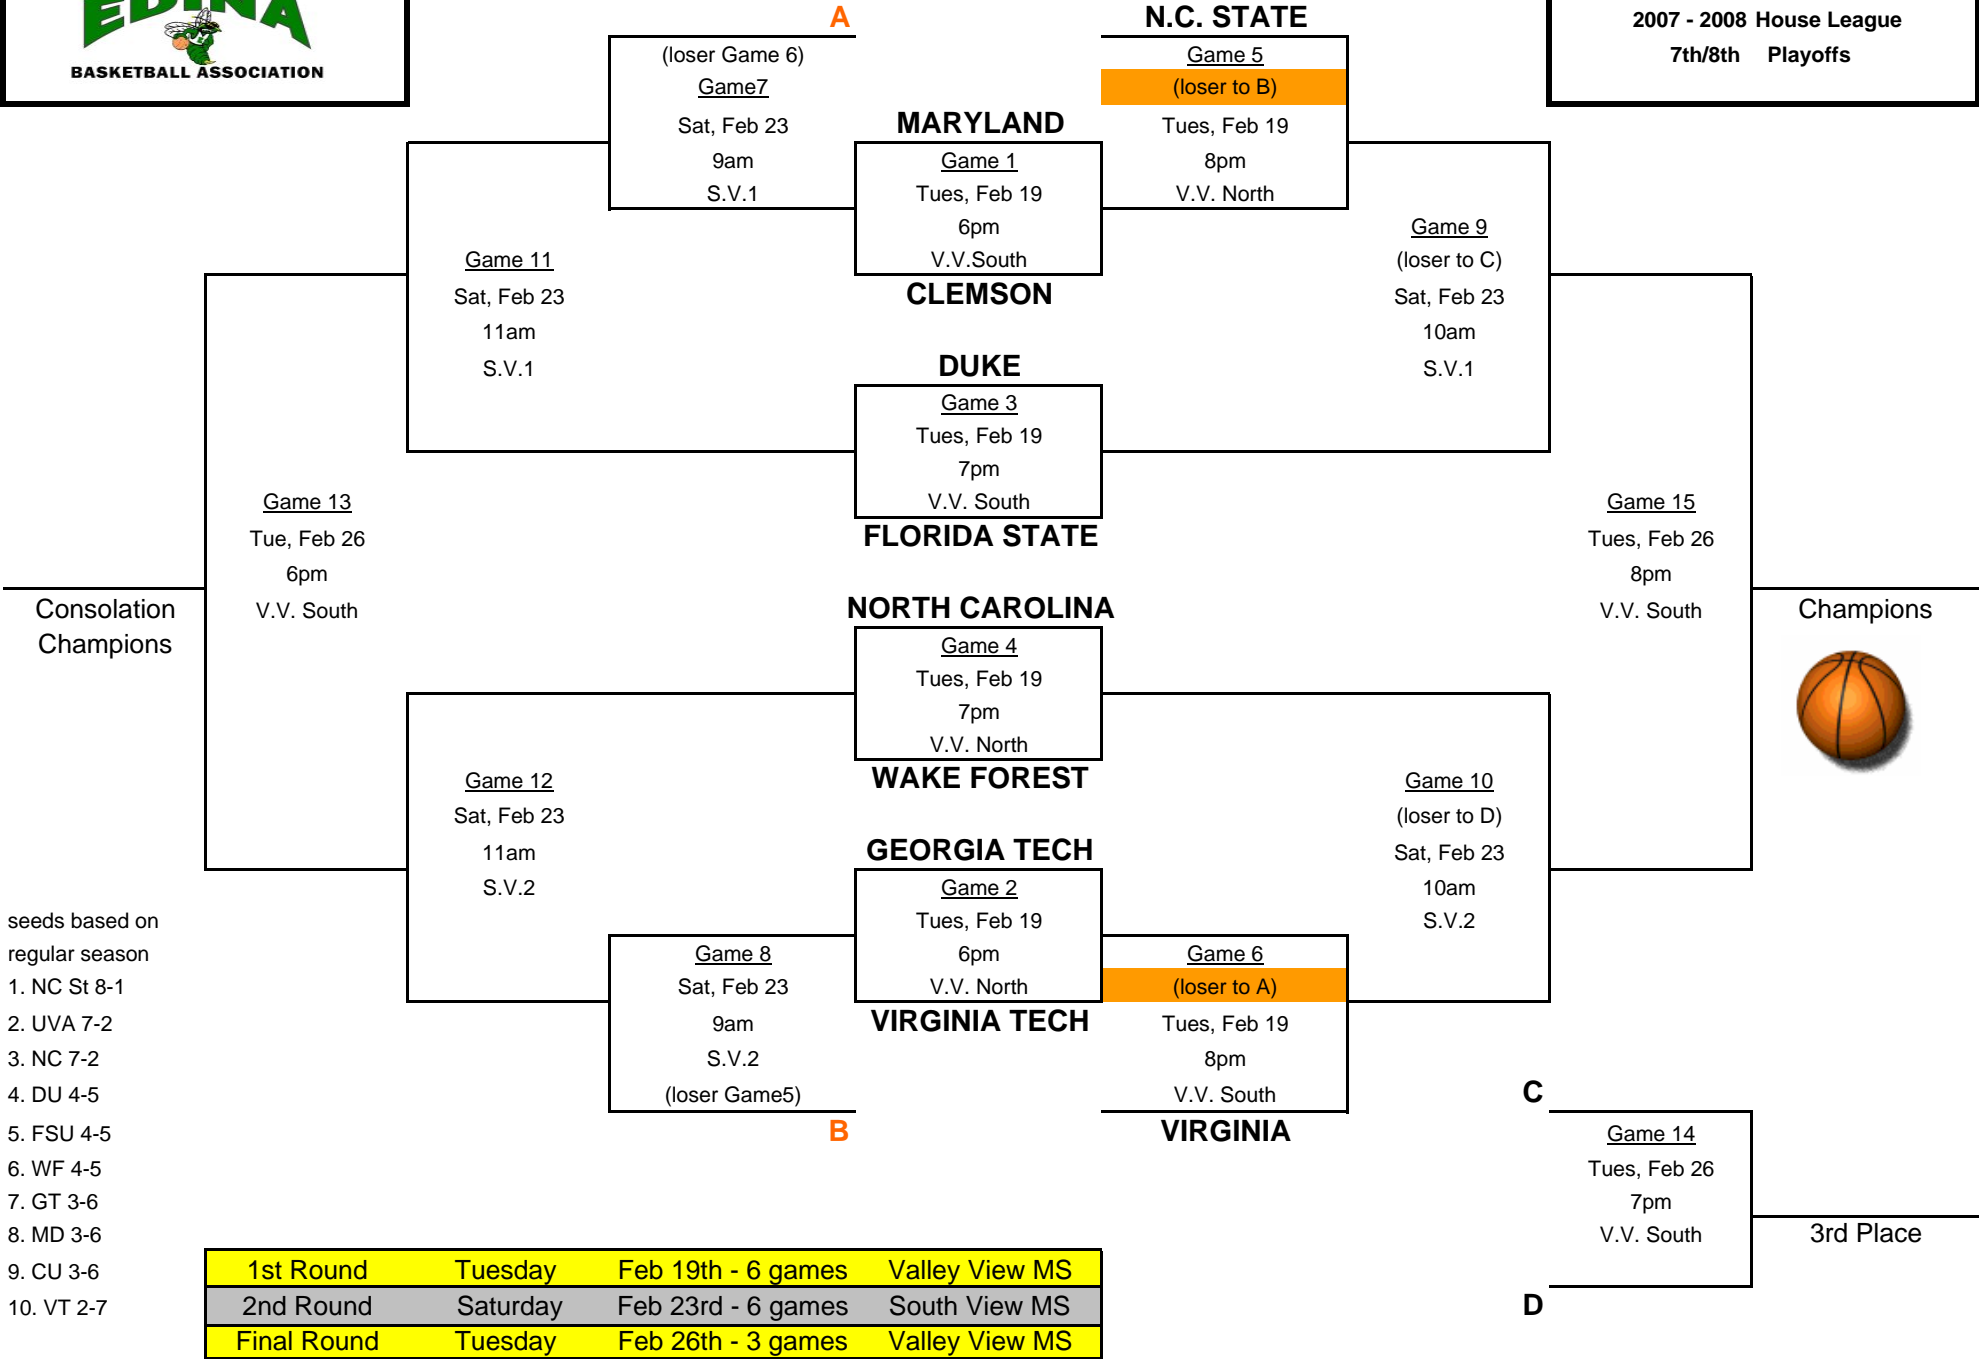 EDINA
BASKETBALL ASSOCIATION
2007 - 2008 House League
7th/8th Playoffs
A
(loser Game 6)
Game7
Sat, Feb 23
9am
S.V.1
N.C. STATE
Game 5
(loser to B)
Tues, Feb 19
8pm
V.V. North
MARYLAND
Game 1
Tues, Feb 19
6pm
V.V.South
CLEMSON
Game 11
Sat, Feb 23
11am
S.V.1
Game 9
(loser to C)
Sat, Feb 23
10am
S.V.1
DUKE
Game 3
Tues, Feb 19
7pm
V.V. South
FLORIDA STATE
Game 13
Tue, Feb 26
6pm
V.V. South
Game 15
Tues, Feb 26
8pm
V.V. South
Consolation
Champions
Champions
NORTH CAROLINA
Game 4
Tues, Feb 19
7pm
V.V. North
WAKE FOREST
Game 12
Sat, Feb 23
11am
S.V.2
Game 10
(loser to D)
Sat, Feb 23
10am
S.V.2
GEORGIA TECH
Game 2
Tues, Feb 19
6pm
V.V. North
VIRGINIA TECH
Game 8
Sat, Feb 23
9am
S.V.2
(loser Game5)
B
Game 6
(loser to A)
Tues, Feb 19
8pm
V.V. South
VIRGINIA
C
Game 14
Tues, Feb 26
7pm
V.V. South
D
3rd Place
seeds based on
regular season
1. NC St 8-1
2. UVA 7-2
3. NC 7-2
4. DU 4-5
5. FSU 4-5
6. WF 4-5
7. GT 3-6
8. MD 3-6
9. CU 3-6
10. VT 2-7
1st Round Tuesday Feb 19th - 6 games Valley View MS
2nd Round Saturday Feb 23rd - 6 games South View MS
Final Round Tuesday Feb 26th - 3 games Valley View MS